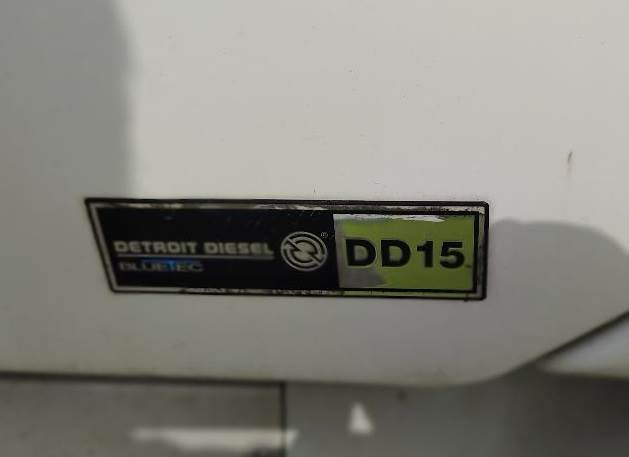 DETROIT DIESEL ® DD15
BLUETEC